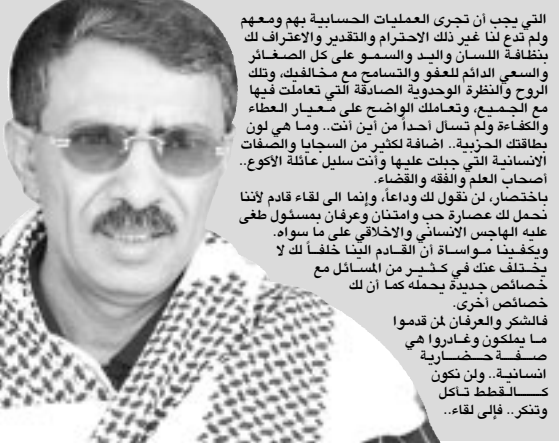 التي يجب أن تجرى العمليات الحسابية بهم ومعهم
ولم تدع لنا غير ذلك الاحترام والتقدير والاعتراف لك
بنظافة اللسان واليد والسمو على كل الصغائر
والسعي الدائم للعفو والتسامح مع مخالفيك، وتلك
الروح والنظرة الوحدوية الصادقة التي تعاملت فيها
مع الجميع، وتعاملك الواضح على معيار العطاء
والكفاءة ولم تسأل أحداً من أين أنت.. وما هي لون
بطاقتك الحزبية.. اضافة لكثير من السجايا والصفات
الانسانية التي جبلت عليها وأنت سليل عائلة الأكوع..
أصحاب العلم والفقه والقضاء.
باختصار، لن نقول لك وداعاً، وإنما الى لقاء قادم لأننا
نحمل لك عصارة حب وامتنان وعرفان بمسئول طغى
عليه الهاجس الانساني والاخلاقي على ما سواه.
ويكفينا مواساة أن القادم الينا خلفاً لك لا
يختلف عنك في كثير من المسائل مع
خصائص جديدة يحمله كما أن لك
خصائص أخرى.
فالشكر والعرفان لمن قدموا
ما يملكون وغادروا هي
صفة حضارية
انسانية.. ولن نكون
كالقطط تأكل
وتنكر.. فإلى لقاء..